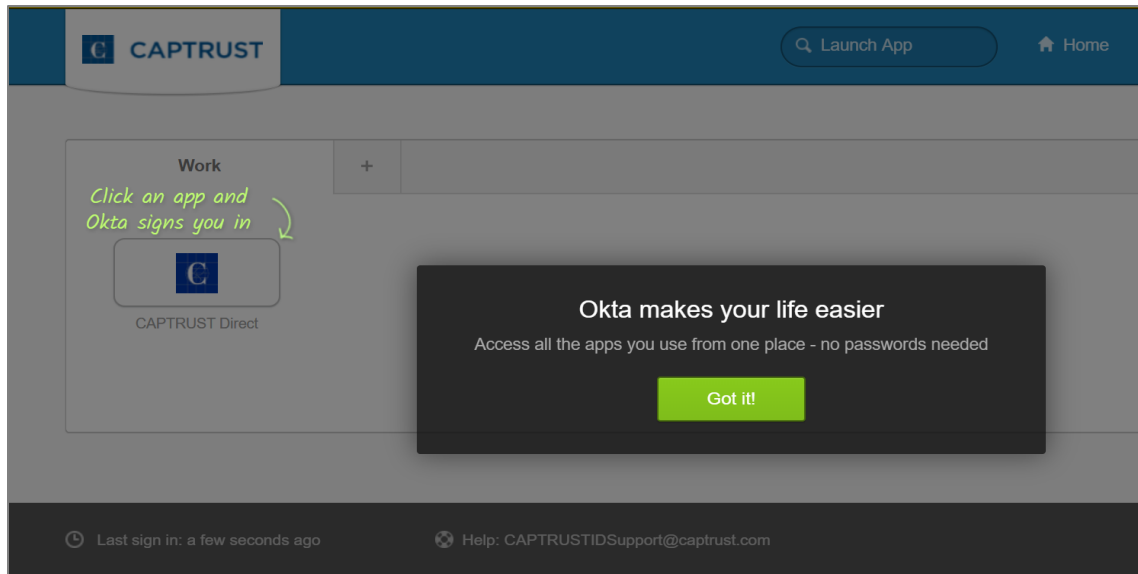 C CAPTRUST
Launch App
Home
Work
+
Click an app and
Okta signs you in
C
CAPTRUST Direct
Okta makes your life easier
Access all the apps you use from one place - no passwords needed
Got it!
Last sign in: a few seconds ago
Help: CAPTRUSTIDSupport@captrust.com